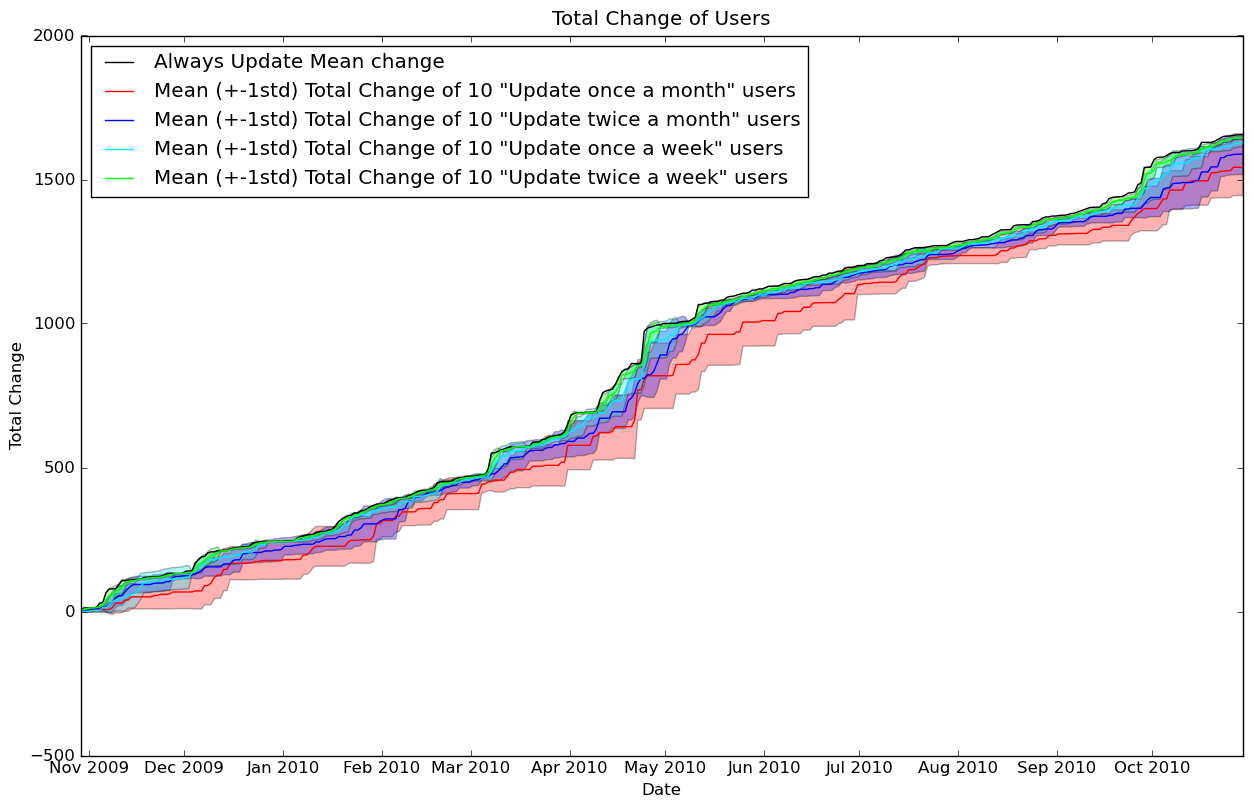 Total Change of Users
2000
Always Update Mean change
Mean (+-1std) Total Change of 10 "Update once a month" users
Mean (+-1std) Total Change of 10 "Update twice a month" users
Mean (+-1std) Total Change of 10 "Update once a week" users
Mean (+-1std) Total Change of 10 "Update twice a week" users
1500
1000
Total Change
500
0
−500
Nov 2009 Dec 2009 Jan 2010 Feb 2010 Mar 2010 Apr 2010 May 2010 Jun 2010 Jul 2010 Aug 2010 Sep 2010 Oct 2010
Date